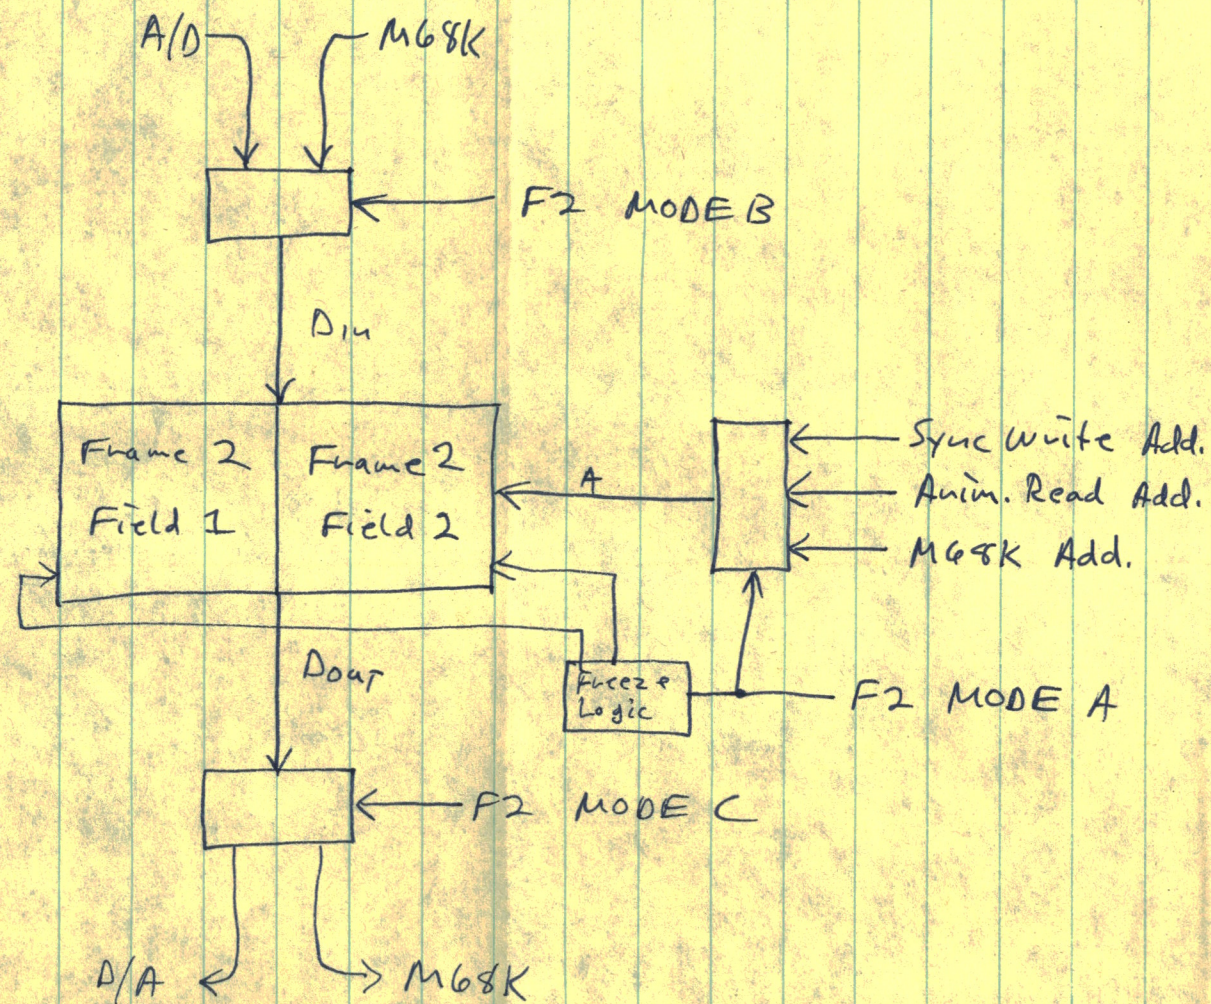 A/D
M68K
F2 MODE B
Din
Frame 2
Field 1
Frame 2
Field 2
A
Sync Write Add.
Anim. Read Add.
M68K Add.
Dout
Freeze
Logic
F2 MODE A
F2 MODE C
D/A
M68K